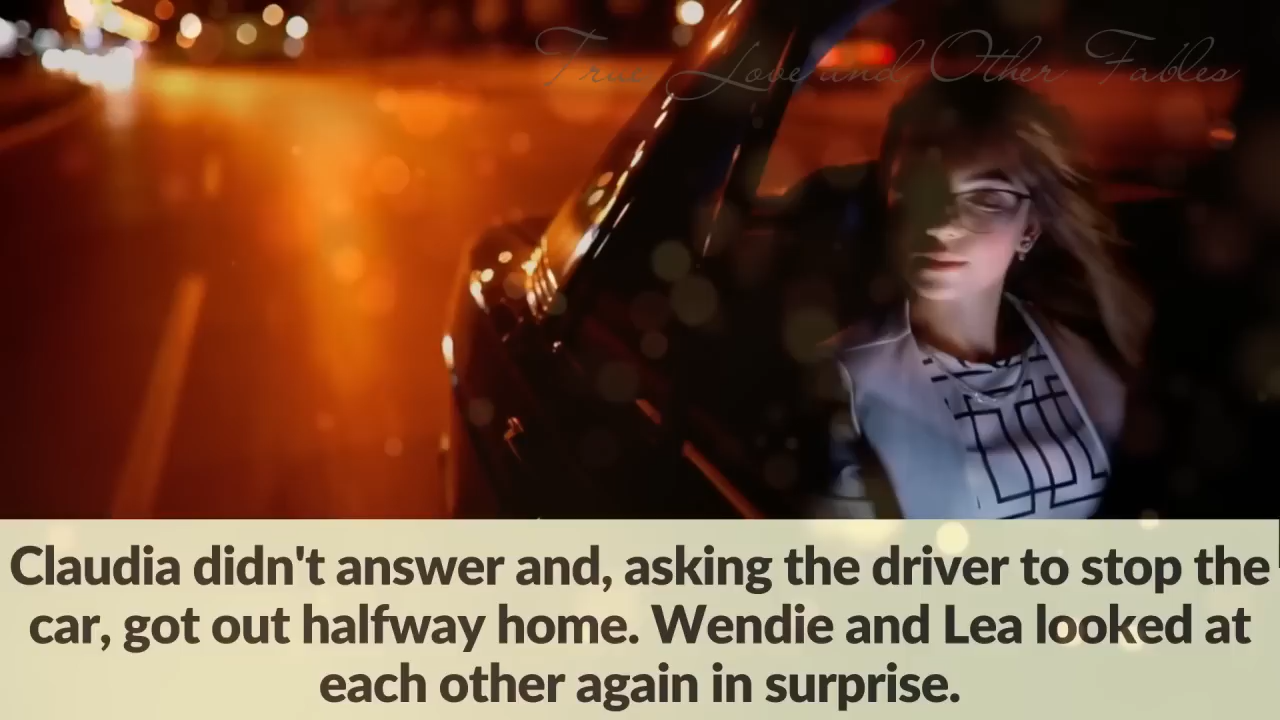 True Love and Other Fables
Claudia didn't answer and, asking the driver to stop the
car, got out halfway home. Wendie and Lea looked at
each other again in surprise.